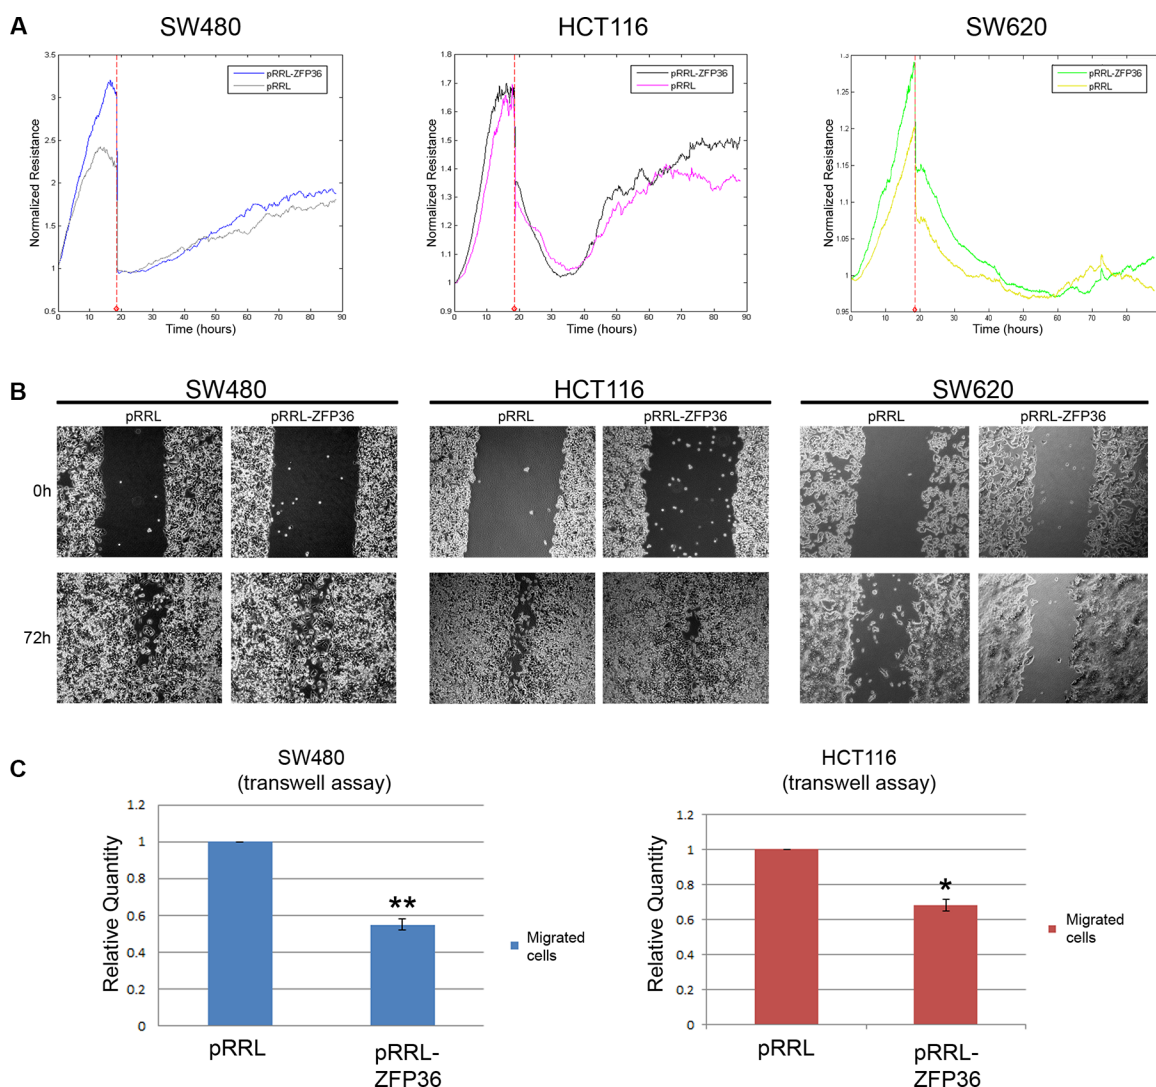 A
SW480
HCT116
SW620
3.5
3
2.5
2
1.5
1
0.5
Normalized Resistance
pRRL-ZFP36
pRRL
0 10 20 30 40 50 60 70 80 90
Time (hours)
1.8
1.7
1.6
1.5
1.4
1.3
1.2
1.1
1
0.9
Normalized Resistance
pRRL-ZFP36
pRRL
0 10 20 30 40 50 60 70 80 90
Time (hours)
1.3
1.25
1.2
1.15
1.1
1.05
1
0.95
Normalized Resistance
pRRL-ZFP36
pRRL
0 10 20 30 40 50 60 70 80
Time (hours)
B
SW480
HCT116
SW620
pRRL
pRRL-ZFP36
pRRL
pRRL-ZFP36
pRRL
pRRL-ZFP36
0h
72h
C
SW480
(transwell assay)
1.2
1
0.8
0.6
0.4
0.2
0
Relative Quantity
**
pRRL
pRRL-
ZFP36
Migrated
cells
HCT116
(transwell assay)
1.2
1
0.8
0.6
0.4
0.2
0
Relative Quantity
*
pRRL
pRRL-
ZFP36
Migrated
cells